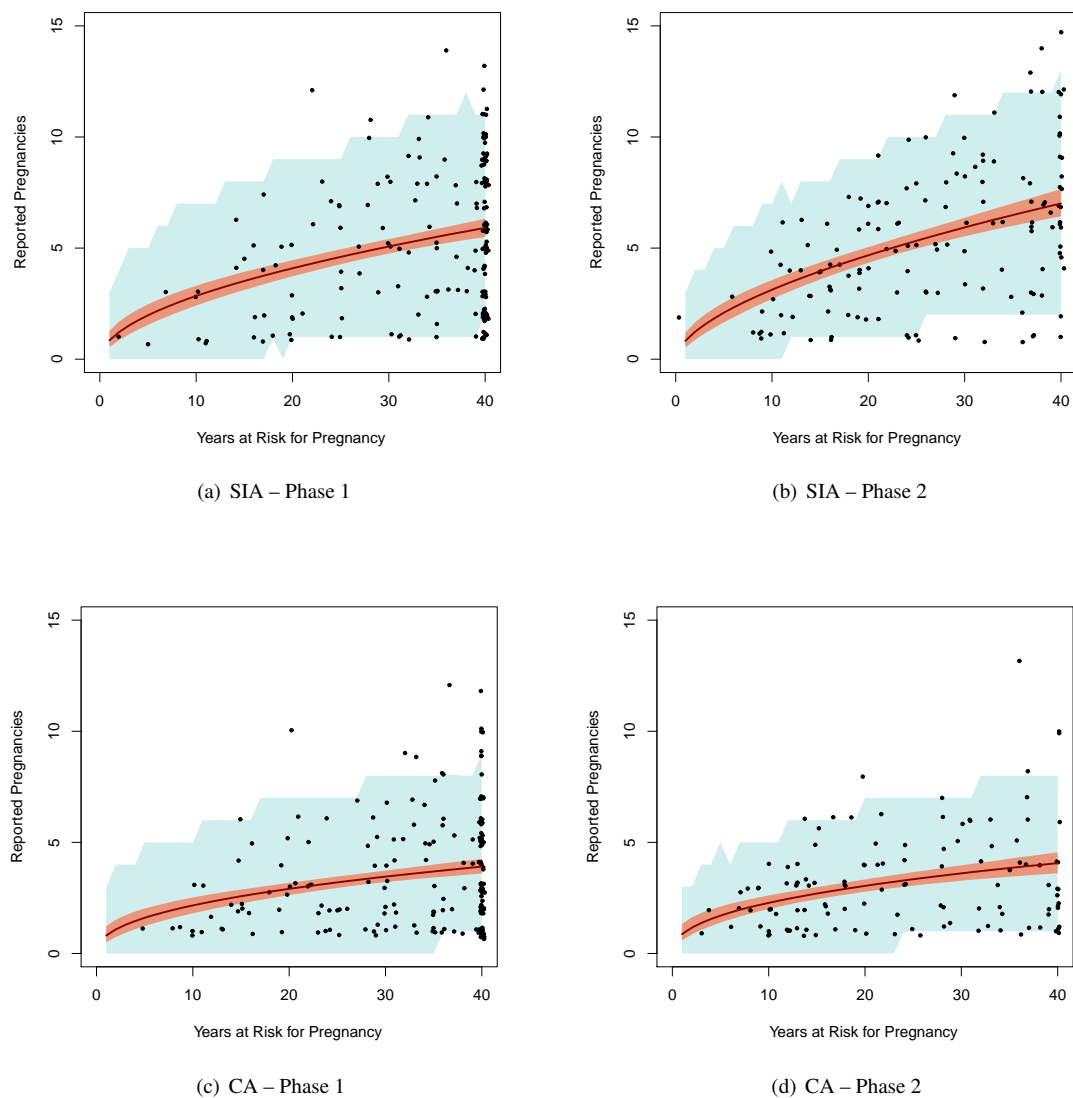 15
10
5
0
Reported Pregnancies
0 10 20 30 40
Years at Risk for Pregnancy
(a) SIA – Phase 1
15
10
5
0
Reported Pregnancies
0 10 20 30 40
Years at Risk for Pregnancy
(b) SIA – Phase 2
15
10
5
0
Reported Pregnancies
0 10 20 30 40
Years at Risk for Pregnancy
(c) CA – Phase 1
15
10
5
0
Reported Pregnancies
0 10 20 30 40
Years at Risk for Pregnancy
(d) CA – Phase 2